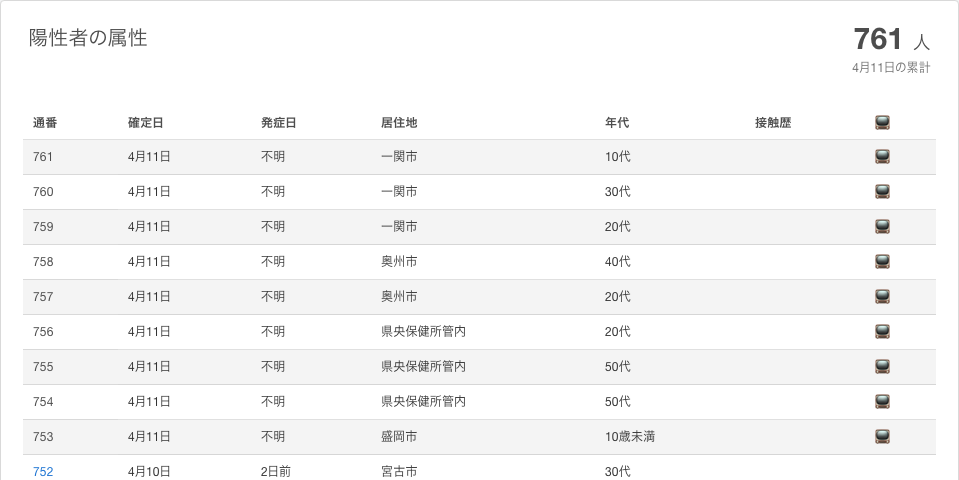 陽性者の属性
761 人
4月11日の累計
通番 確定日 発症日 居住地 年代 接触歴
761 4月11日 不明 一関市 10代
760 4月11日 不明 一関市 30代
759 4月11日 不明 一関市 20代
758 4月11日 不明 奥州市 40代
757 4月11日 不明 奥州市 20代
756 4月11日 不明 県央保健所管内 20代
755 4月11日 不明 県央保健所管内 50代
754 4月11日 不明 県央保健所管内 50代
753 4月11日 不明 盛岡市 10歳未満
752 4月10日 2日前 宮古市 30代